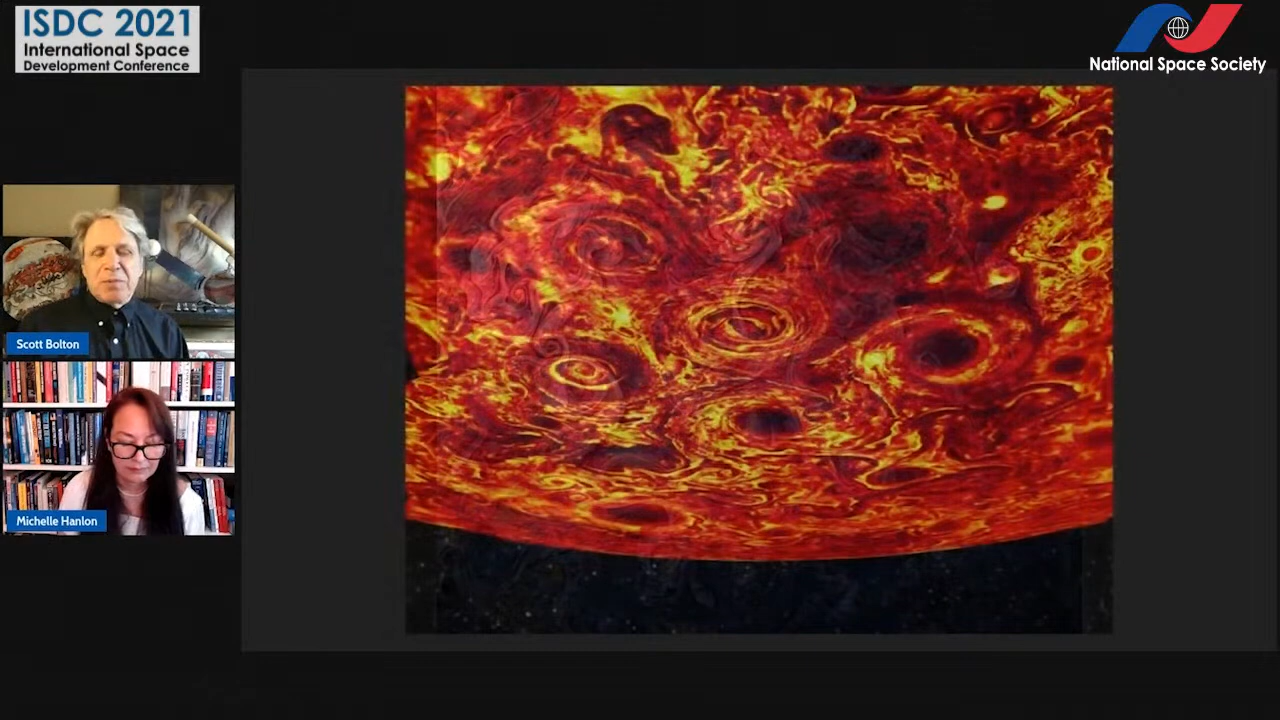 ISDC 2021
International Space
Development Conference
National Space Society
Scott Bolton
Michelle Hanlon